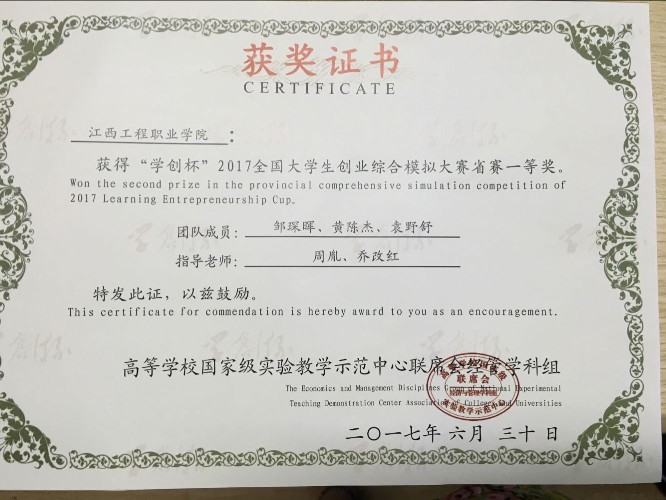 获奖证书
CERTIFICATE
江西工程职业学院：
获得“学创杯”2017全国大学生创业综合模拟大赛省赛一等奖。
Won the second prize in the provincial comprehensive simulation competition of
2017 Learning Entrepreneurship Cup.
团队成员：邹琛晖、黄陈杰、袁野舒
指导老师：周胤、乔改红
特发此证，以兹鼓励。
This certificate for commendation is hereby award to you as an encouragement.
高等学校国家级实验教学示范中心联席会经管学科组
The Economics and Management Disciplines Group of National Experimental
Teaching Demonstration Center Association of Colleges and Universities
联席会
二〇一七年 六月 三十日